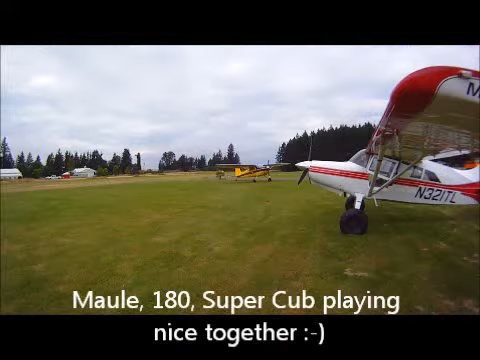 M
N321TL
Maule, 180, Super Cub playing
nice together :-)